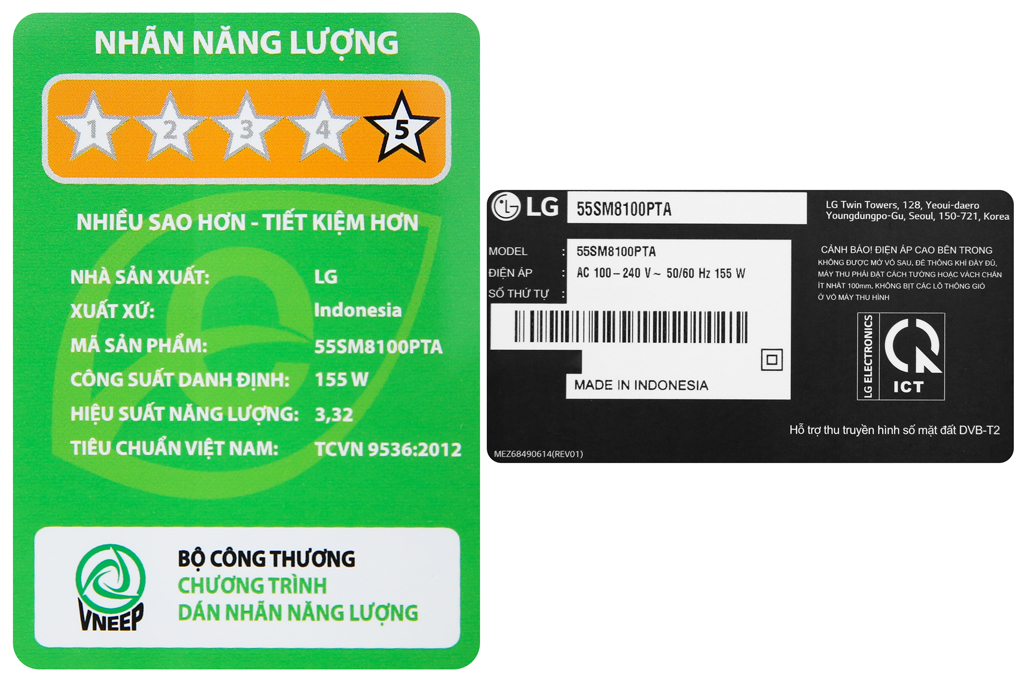 NHÃN NĂNG LƯỢNG
1 2 3 4 5
NHIỀU SAO HƠN - TIẾT KIỆM HƠN
NHÀ SẢN XUẤT: LG
XUẤT XỨ: Indonesia
MÃ SẢN PHẨM: 55SM8100PTA
CÔNG SUẤT DANH ĐỊNH: 155 W
HIỆU SUẤT NĂNG LƯỢNG: 3,32
TIÊU CHUẨN VIỆT NAM: TCVN 9536:2012
VNEEP
BỘ CÔNG THƯƠNG
CHƯƠNG TRÌNH
DÁN NHÃN NĂNG LƯỢNG
LG 55SM8100PTA
MODEL : 55SM8100PTA
ĐIỆN ÁP : AC 100-240 V~ 50/60 Hz 155 W
SỐ THỨ TỰ :
MADE IN INDONESIA
MEZ68490614(REV01)
LG Twin Towers, 128, Yeoui-daero
Youngdungpo-Gu, Seoul, 150-721, Korea
CẢNH BÁO! ĐIỆN ÁP CAO BÊN TRONG
KHÔNG ĐƯỢC MỞ VỎ SAU, ĐỂ THÔNG KHÍ ĐẦY ĐỦ,
MÁY THU PHẢI ĐẶT CÁCH TƯỜNG HOẶC VÁCH CHẮN
ÍT NHẤT 100mm, KHÔNG BỊT CÁC LỖ THÔNG GIÓ
Ở VỎ MÁY THU HÌNH
LG ELECTRONICS
ICT
Hỗ trợ thu truyền hình số mặt đất DVB-T2